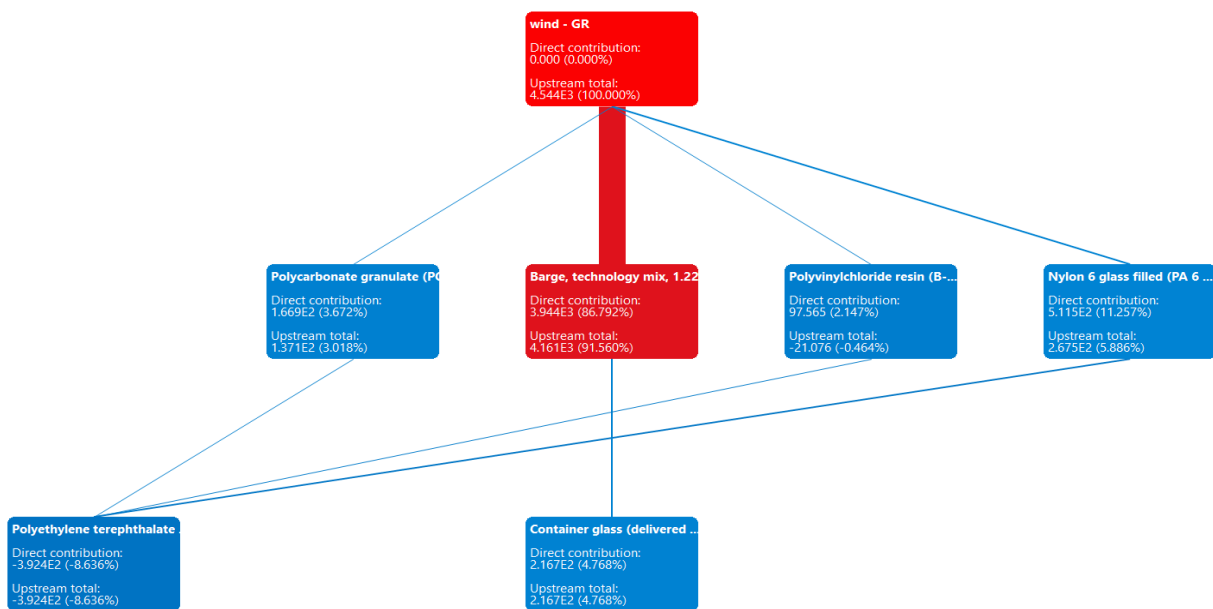 wind - GR
Direct contribution:
0.000 (0.000%)
Upstream total:
4.544E3 (100.000%)
Polycarbonate granulate (PC
Direct contribution:
1.669E2 (3.672%)
Upstream total:
1.371E2 (3.018%)
Barge, technology mix, 1.22
Direct contribution:
3.944E3 (86.792%)
Upstream total:
4.161E3 (91.560%)
Polyvinylchloride resin (B-...
Direct contribution:
97.565 (2.147%)
Upstream total:
-21.076 (-0.464%)
Nylon 6 glass filled (PA 6 ...
Direct contribution:
5.115E2 (11.257%)
Upstream total:
2.675E2 (5.886%)
Polyethylene terephthalate .
Direct contribution:
-3.924E2 (-8.636%)
Upstream total:
-3.924E2 (-8.636%)
Container glass (delivered ...
Direct contribution:
2.167E2 (4.768%)
Upstream total:
2.167E2 (4.768%)